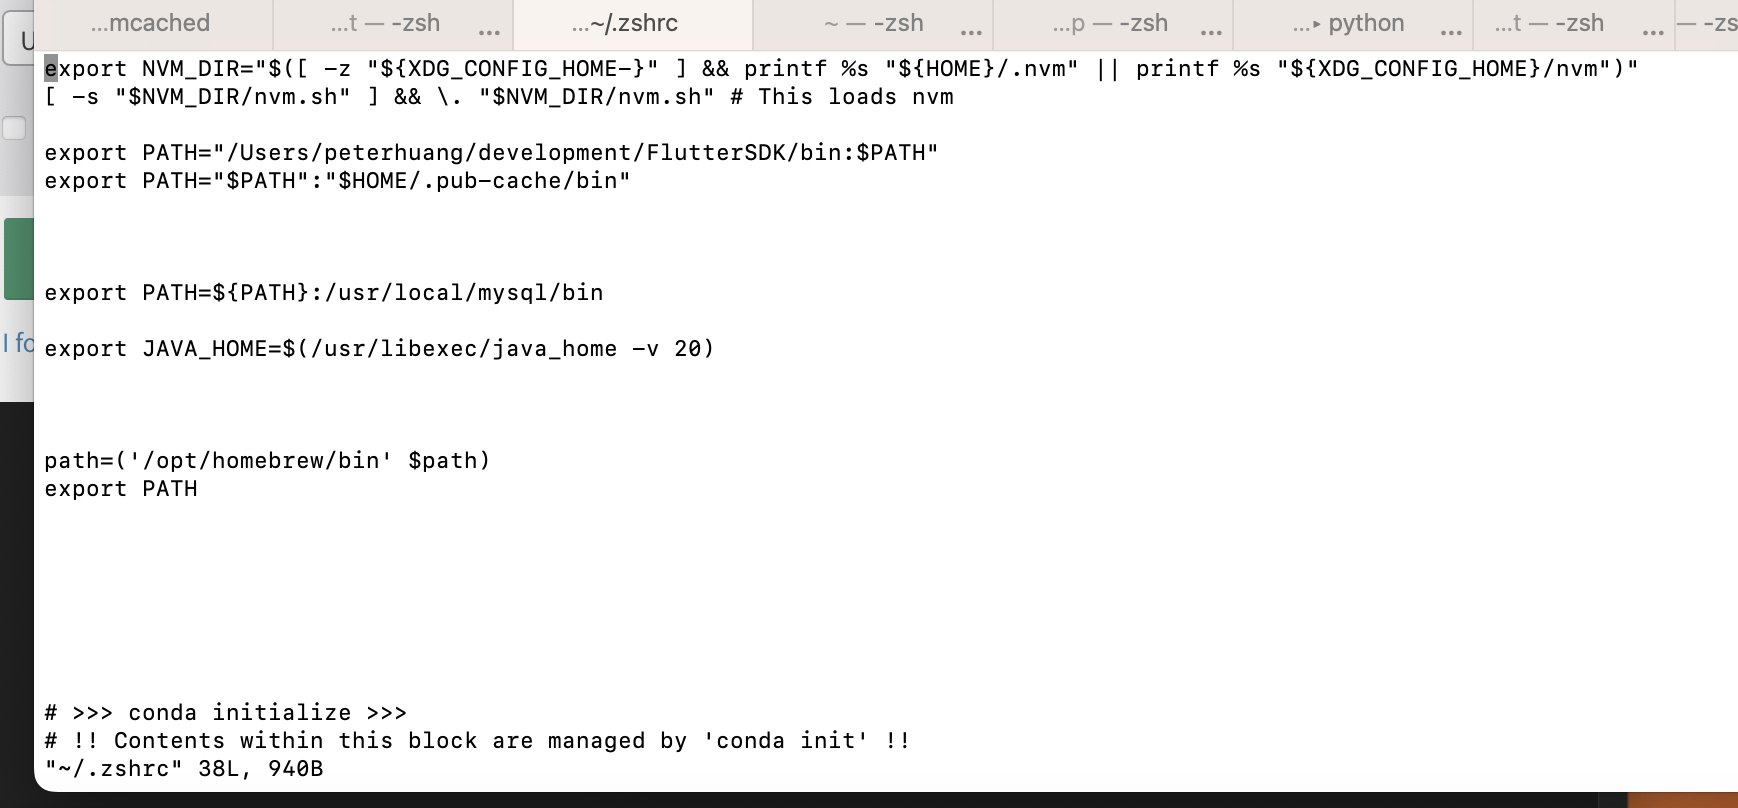 ...mcached
...t — -zsh ...
...~/.zshrc
~ — -zsh ...
...p — -zsh ...
...▸ python ...
...t — -zsh ...
— -zs
U
export NVM_DIR="$([ -z "${XDG_CONFIG_HOME-}" ] && printf %s "${HOME}/.nvm" || printf %s "${XDG_CONFIG_HOME}/nvm")"
[ -s "$NVM_DIR/nvm.sh" ] && \. "$NVM_DIR/nvm.sh" # This loads nvm
export PATH="/Users/peterhuang/development/FlutterSDK/bin:$PATH"
export PATH="$PATH":"$HOME/.pub-cache/bin"
export PATH=${PATH}:/usr/local/mysql/bin
I fo
export JAVA_HOME=$(/usr/libexec/java_home -v 20)
path=('/opt/homebrew/bin' $path)
export PATH
# >>> conda initialize >>>
# !! Contents within this block are managed by 'conda init' !!
"~/.zshrc" 38L, 940B